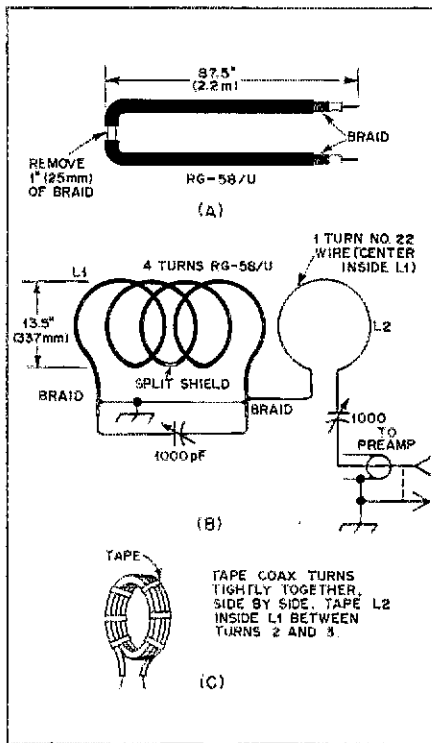 87.5"
(2.2m)
REMOVE
1" (25mm)
OF BRAID
BRAID
RG-58/U
(A)
1 TURN NO. 22
WIRE (CENTER
INSIDE L1)
L1
4 TURNS RG-58/U
13.5"
(337mm)
L2
SPLIT SHIELD
BRAID
BRAID
1000pF
1000
TO
PREAMP
(B)
TAPE
TAPE COAX TURNS
TIGHTLY TOGETHER,
SIDE BY SIDE. TAPE L2
INSIDE L1 BETWEEN
TURNS 2 AND 3.
(C)